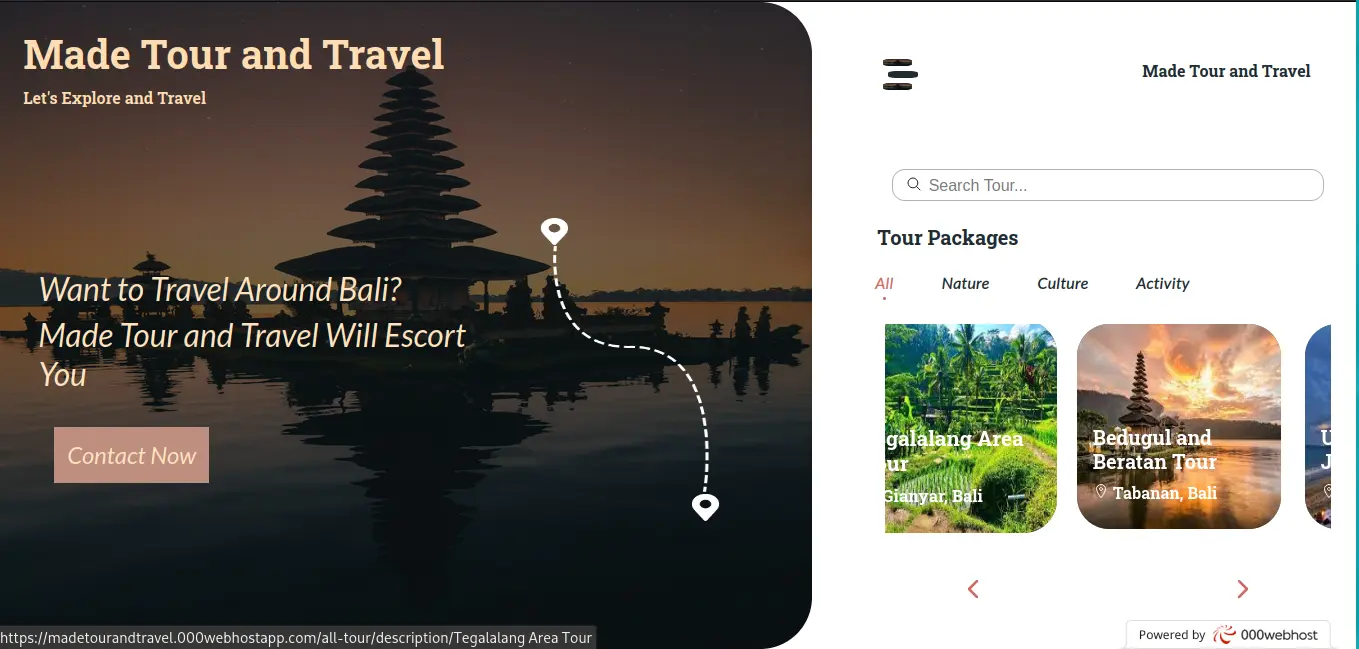 Made Tour and Travel
Let's Explore and Travel
Want to Travel Around Bali?
Made Tour and Travel Will Escort
You
Contact Now
https://madetourandtravel.000webhostapp.com/all-tour/description/Tegalalang Area Tour
Made Tour and Travel
Search Tour...
Tour Packages
All
Nature
Culture
Activity
galalang Area
ur
Gianyar, Bali
Bedugul and
Beratan Tour
Tabanan, Bali
U
J
Powered by 000webhost